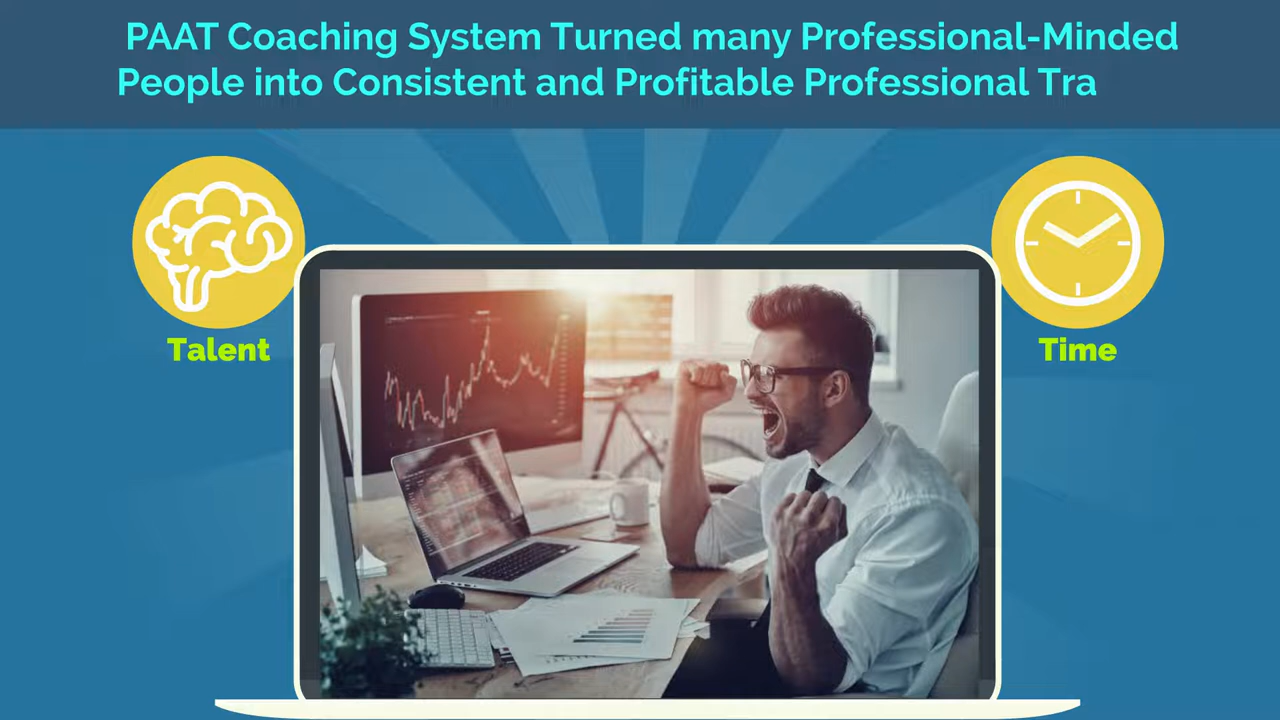 PAAT Coaching System Turned many Professional-Minded
People into Consistent and Profitable Professional Tra
Talent
Time